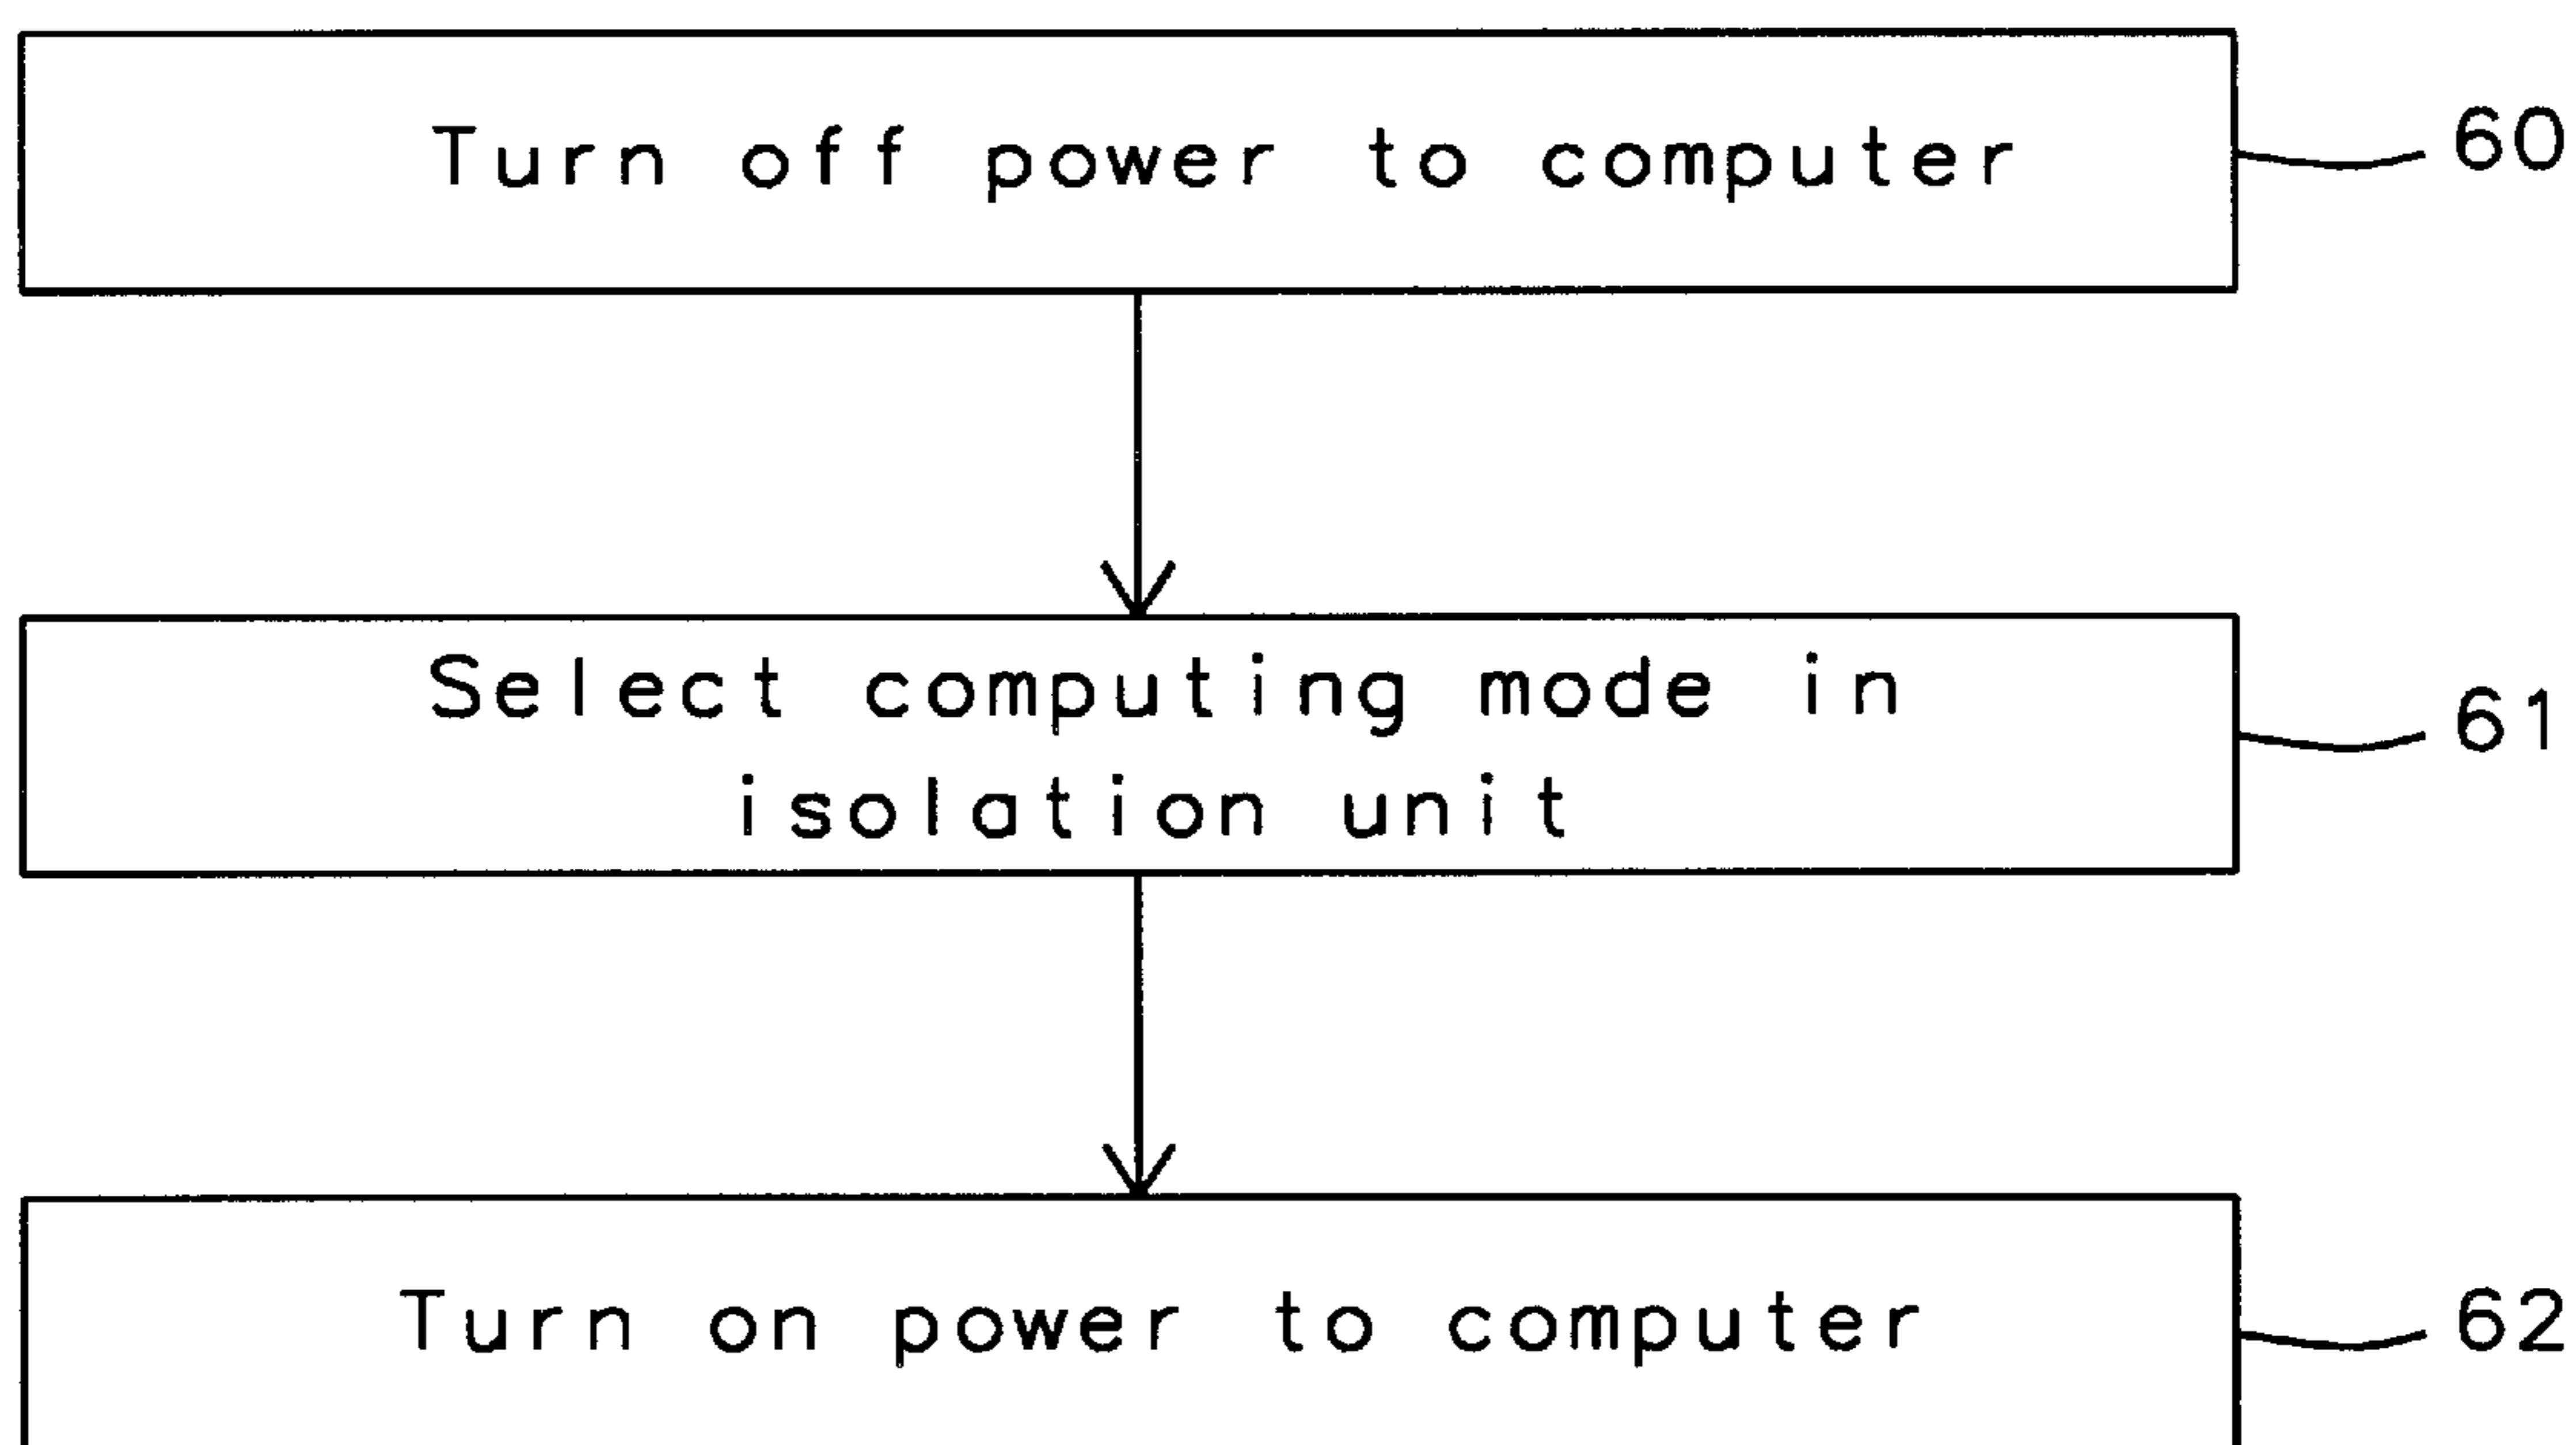 Turn off power to computer
60
Select computing mode in
isolation unit
61
Turn on power to computer
62